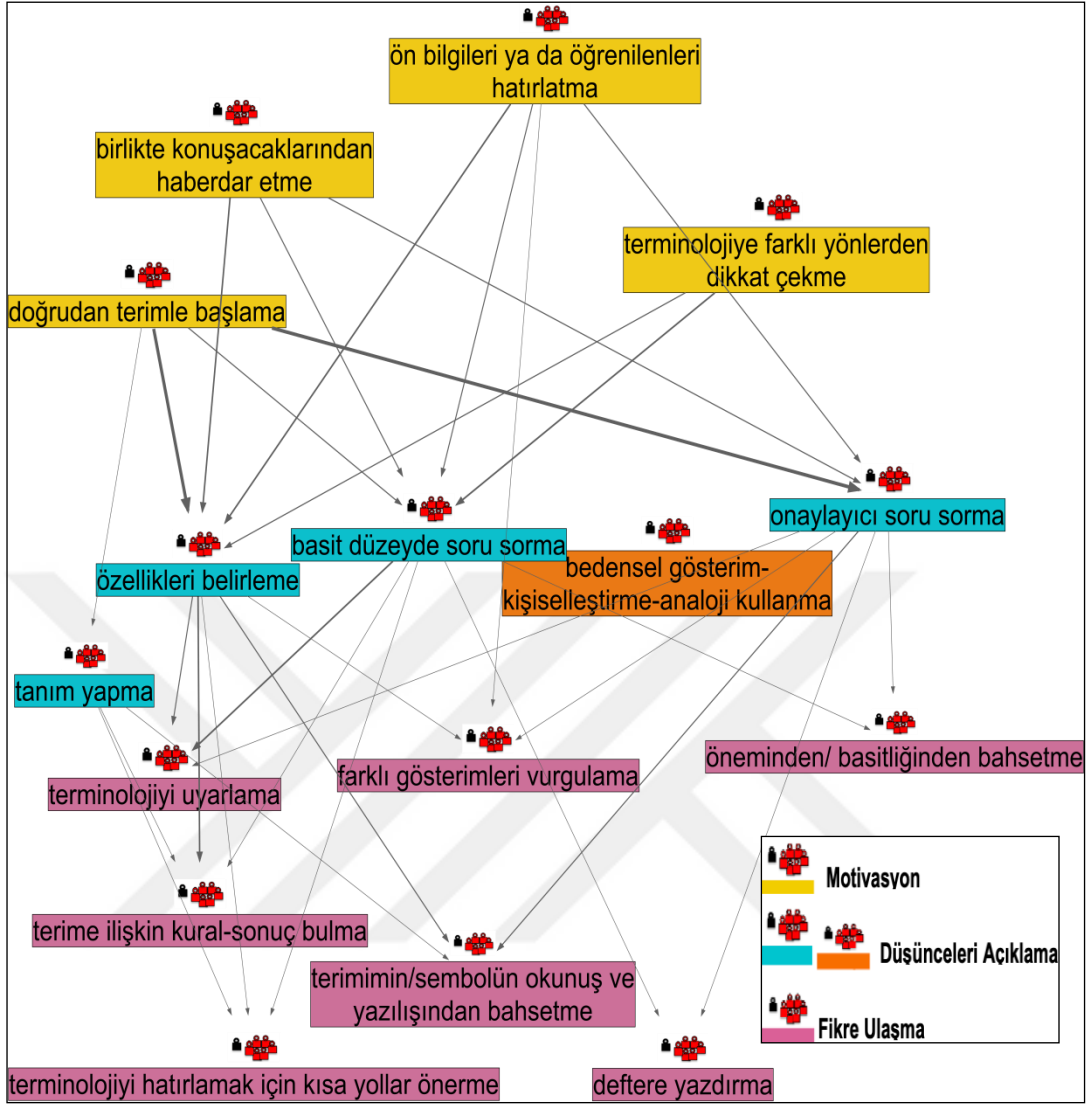 ön bilgileri ya da öğrenilenleri
hatırlatma
birlikte konuşacaklarından
haberdar etme
terminolojiye farklı yönlerden
dikkat çekme
doğrudan terimle başlama
onaylayıcı soru sorma
basit düzeyde soru sorma
özellikleri belirleme
bedensel gösterim-
kişiselleştirme-analoji kullanma
tanım yapma
öneminden/ basitliğinden bahsetme
farklı gösterimleri vurgulama
terminolojiyi uyarlama
terime ilişkin kural-sonuç bulma
terimimin/sembolün okunuş ve
yazılışından bahsetme
terminolojiyi hatırlamak için kısa yollar önerme
deftere yazdırma
Motivasyon
Düşünceleri Açıklama
Fikre Ulaşma